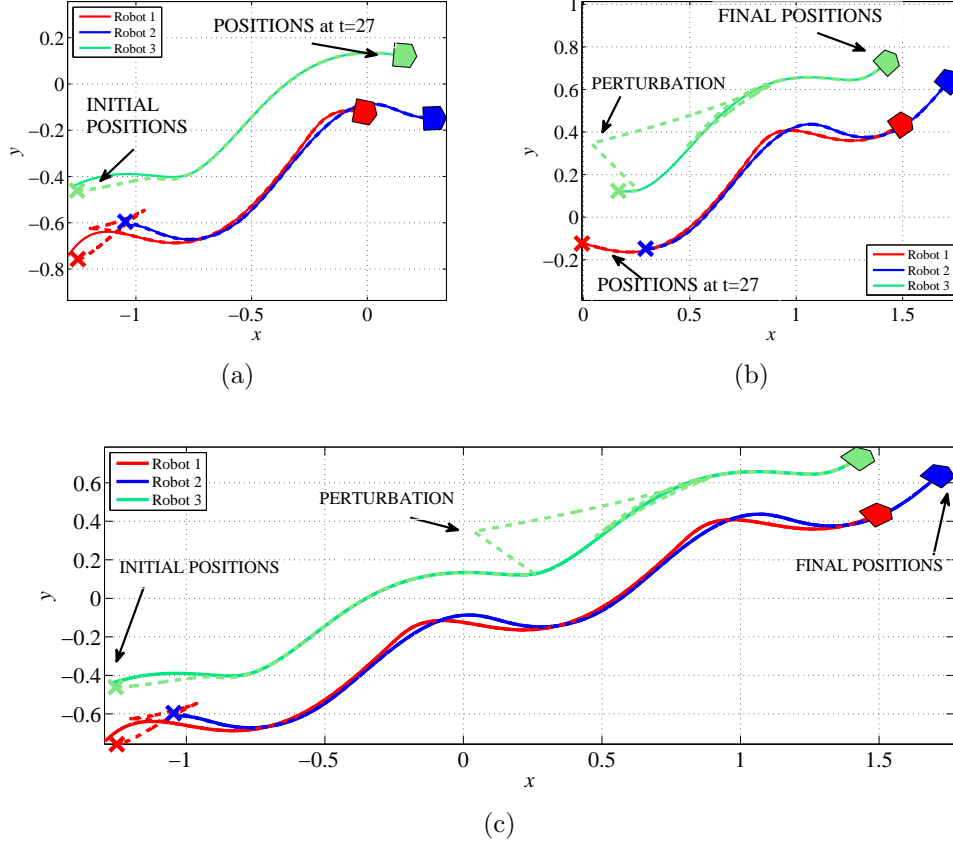 Robot 1
Robot 2
Robot 3
POSITIONS at t=27
INITIAL
POSITIONS
0.2
0
−0.2
−0.4
−0.6
−0.8
y
−1
−0.5
0
x
(a)
FINAL POSITIONS
PERTURBATION
1
0.8
0.6
0.4
0.2
0
−0.2
y
POSITIONS at t=27
Robot 1
Robot 2
Robot 3
0
0.5
1
1.5
x
(b)
Robot 1
Robot 2
Robot 3
PERTURBATION
INITIAL POSITIONS
FINAL POSITIONS
0.6
0.4
0.2
0
−0.2
−0.4
−0.6
y
−1
−0.5
0
0.5
1
1.5
x
(c)